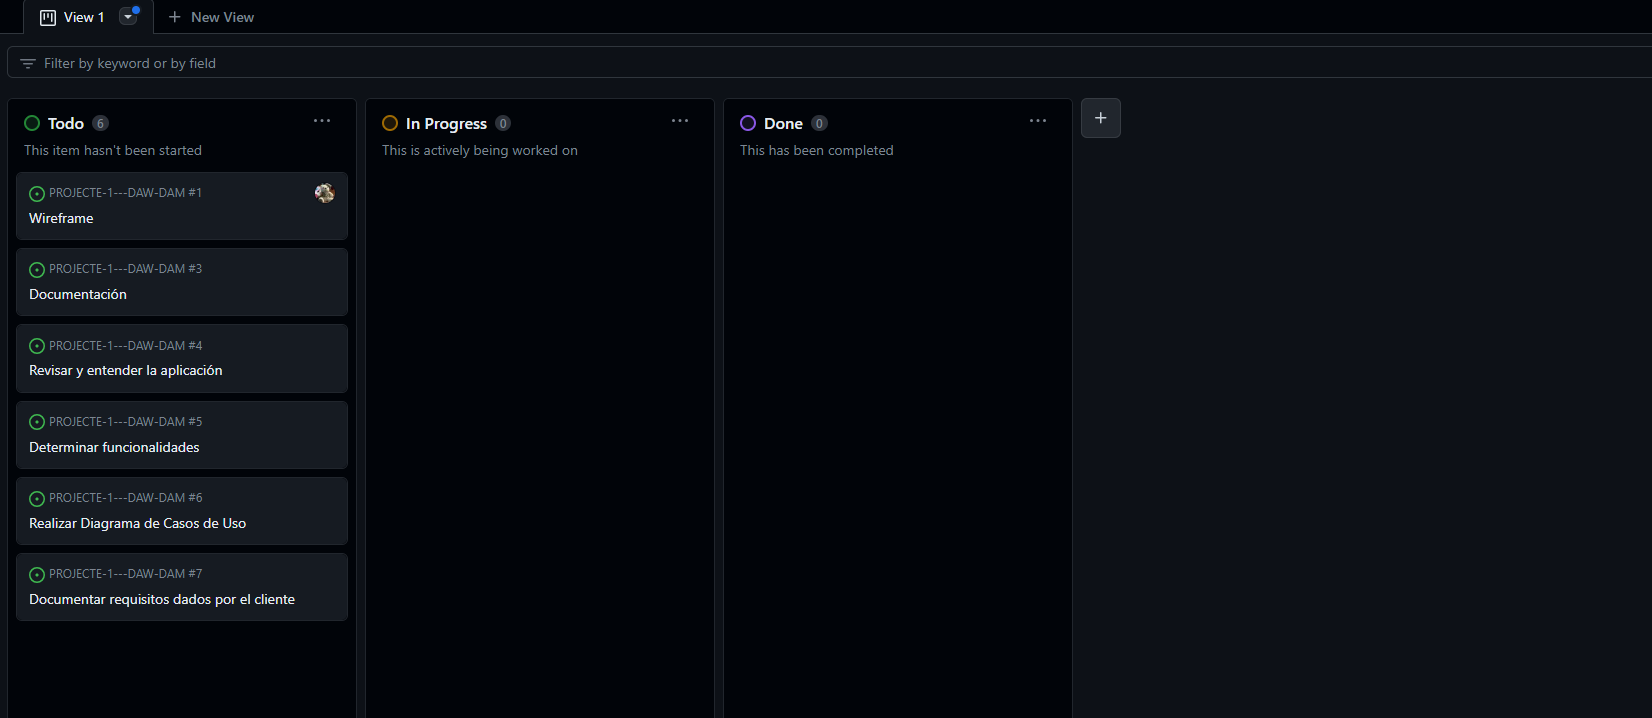 View 1
New View
Filter by keyword or by field
Todo 6
This item hasn't been started
PROJECTE-1---DAW-DAM #1
Wireframe
PROJECTE-1---DAW-DAM #3
Documentación
PROJECTE-1---DAW-DAM #4
Revisar y entender la aplicación
PROJECTE-1---DAW-DAM #5
Determinar funcionalidades
PROJECTE-1---DAW-DAM #6
Realizar Diagrama de Casos de Uso
PROJECTE-1---DAW-DAM #7
Documentar requisitos dados por el cliente
In Progress 0
This is actively being worked on
Done 0
This has been completed